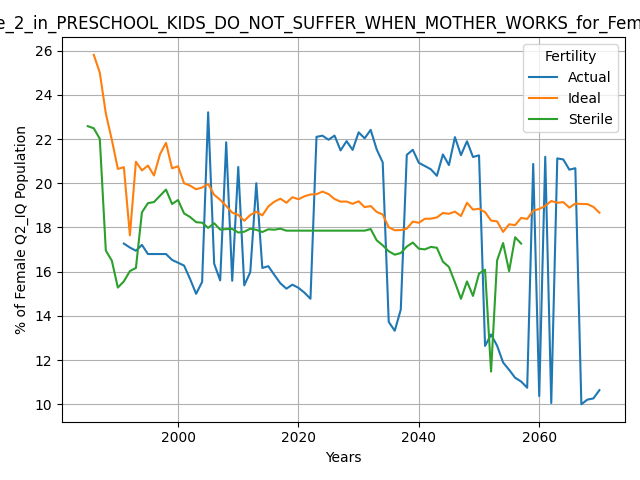 e_2_in_PRESCHOOL_KIDS_DO_NOT_SUFFER_WHEN_MOTHER_WORKS_for_Fem
Fertility
Actual
Ideal
Sterile
% of Female Q2_IQ Population
26
24
22
20
18
16
14
12
10
2000
2020
2040
2060
Years